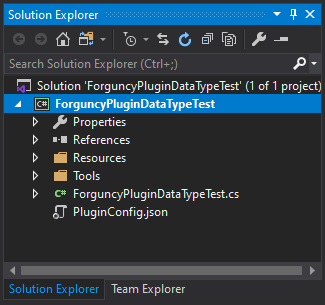 Solution Explorer
Search Solution Explorer (Ctrl+;)
Solution 'ForguncyPluginDataTypeTest' (1 of 1 project)
C# ForguncyPluginDataTypeTest
Properties
References
Resources
Tools
C# ForguncyPluginDataTypeTest.cs
PluginConfig.json
Solution Explorer Team Explorer